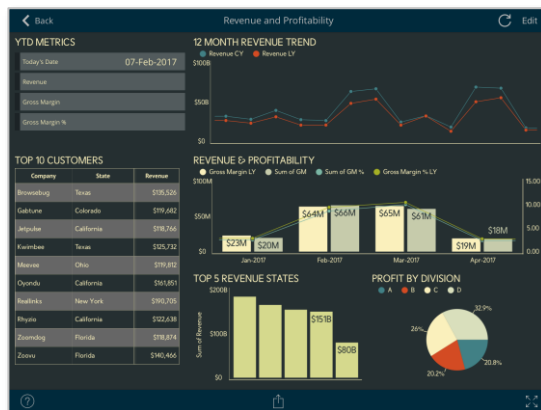 Back
Revenue and Profitability
Edit
YTD METRICS
Today's Date 07-Feb-2017
Revenue
Gross Margin
Gross Margin %
12 MONTH REVENUE TREND
Revenue CY Revenue LY
$100B
$50B
$0
TOP 10 CUSTOMERS
Company State Revenue
Browsebug Texas $135,526
Gabtune Colorado $119,682
Jetpulse California $118,766
Kwimbee Texas $125,732
Meevee Ohio $119,812
Oyondu California $161,851
Reallinks New York $190,705
Rhyzio California $122,638
Zoomdog Florida $118,874
Zoovu Florida $140,466
REVENUE & PROFITABILITY
Gross Margin LY Sum of GM Sum of GM % Gross Margin % LY
$100M
$50M
$0
15.00
10.00
5.00
0.00
$23M $20M $64M $66M $65M $61M $19M $18M
Jan-2017 Feb-2017 Mar-2017 Apr-2017
TOP 5 REVENUE STATES
Sum of Revenue
$200B
$100B
$0
$151B
$80B
PROFIT BY DIVISION
A B C D
32.9%
26%
20.8%
20.2%
?